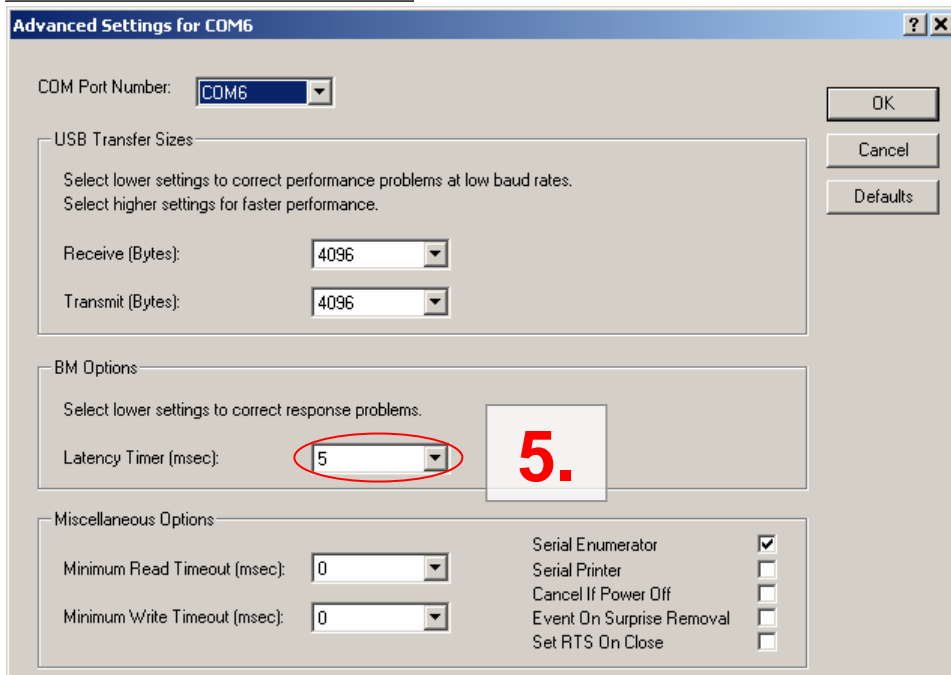 Advanced Settings for COM6
COM Port Number: COM6
OK
Cancel
Defaults
USB Transfer Sizes
Select lower settings to correct performance problems at low baud rates.
Select higher settings for faster performance.
Receive (Bytes): 4096
Transmit (Bytes): 4096
BM Options
Select lower settings to correct response problems.
Latency Timer (msec): 5
5.
Miscellaneous Options
Minimum Read Timeout (msec): 0
Minimum Write Timeout (msec): 0
Serial Enumerator
Serial Printer
Cancel If Power Off
Event On Surprise Removal
Set RTS On Close